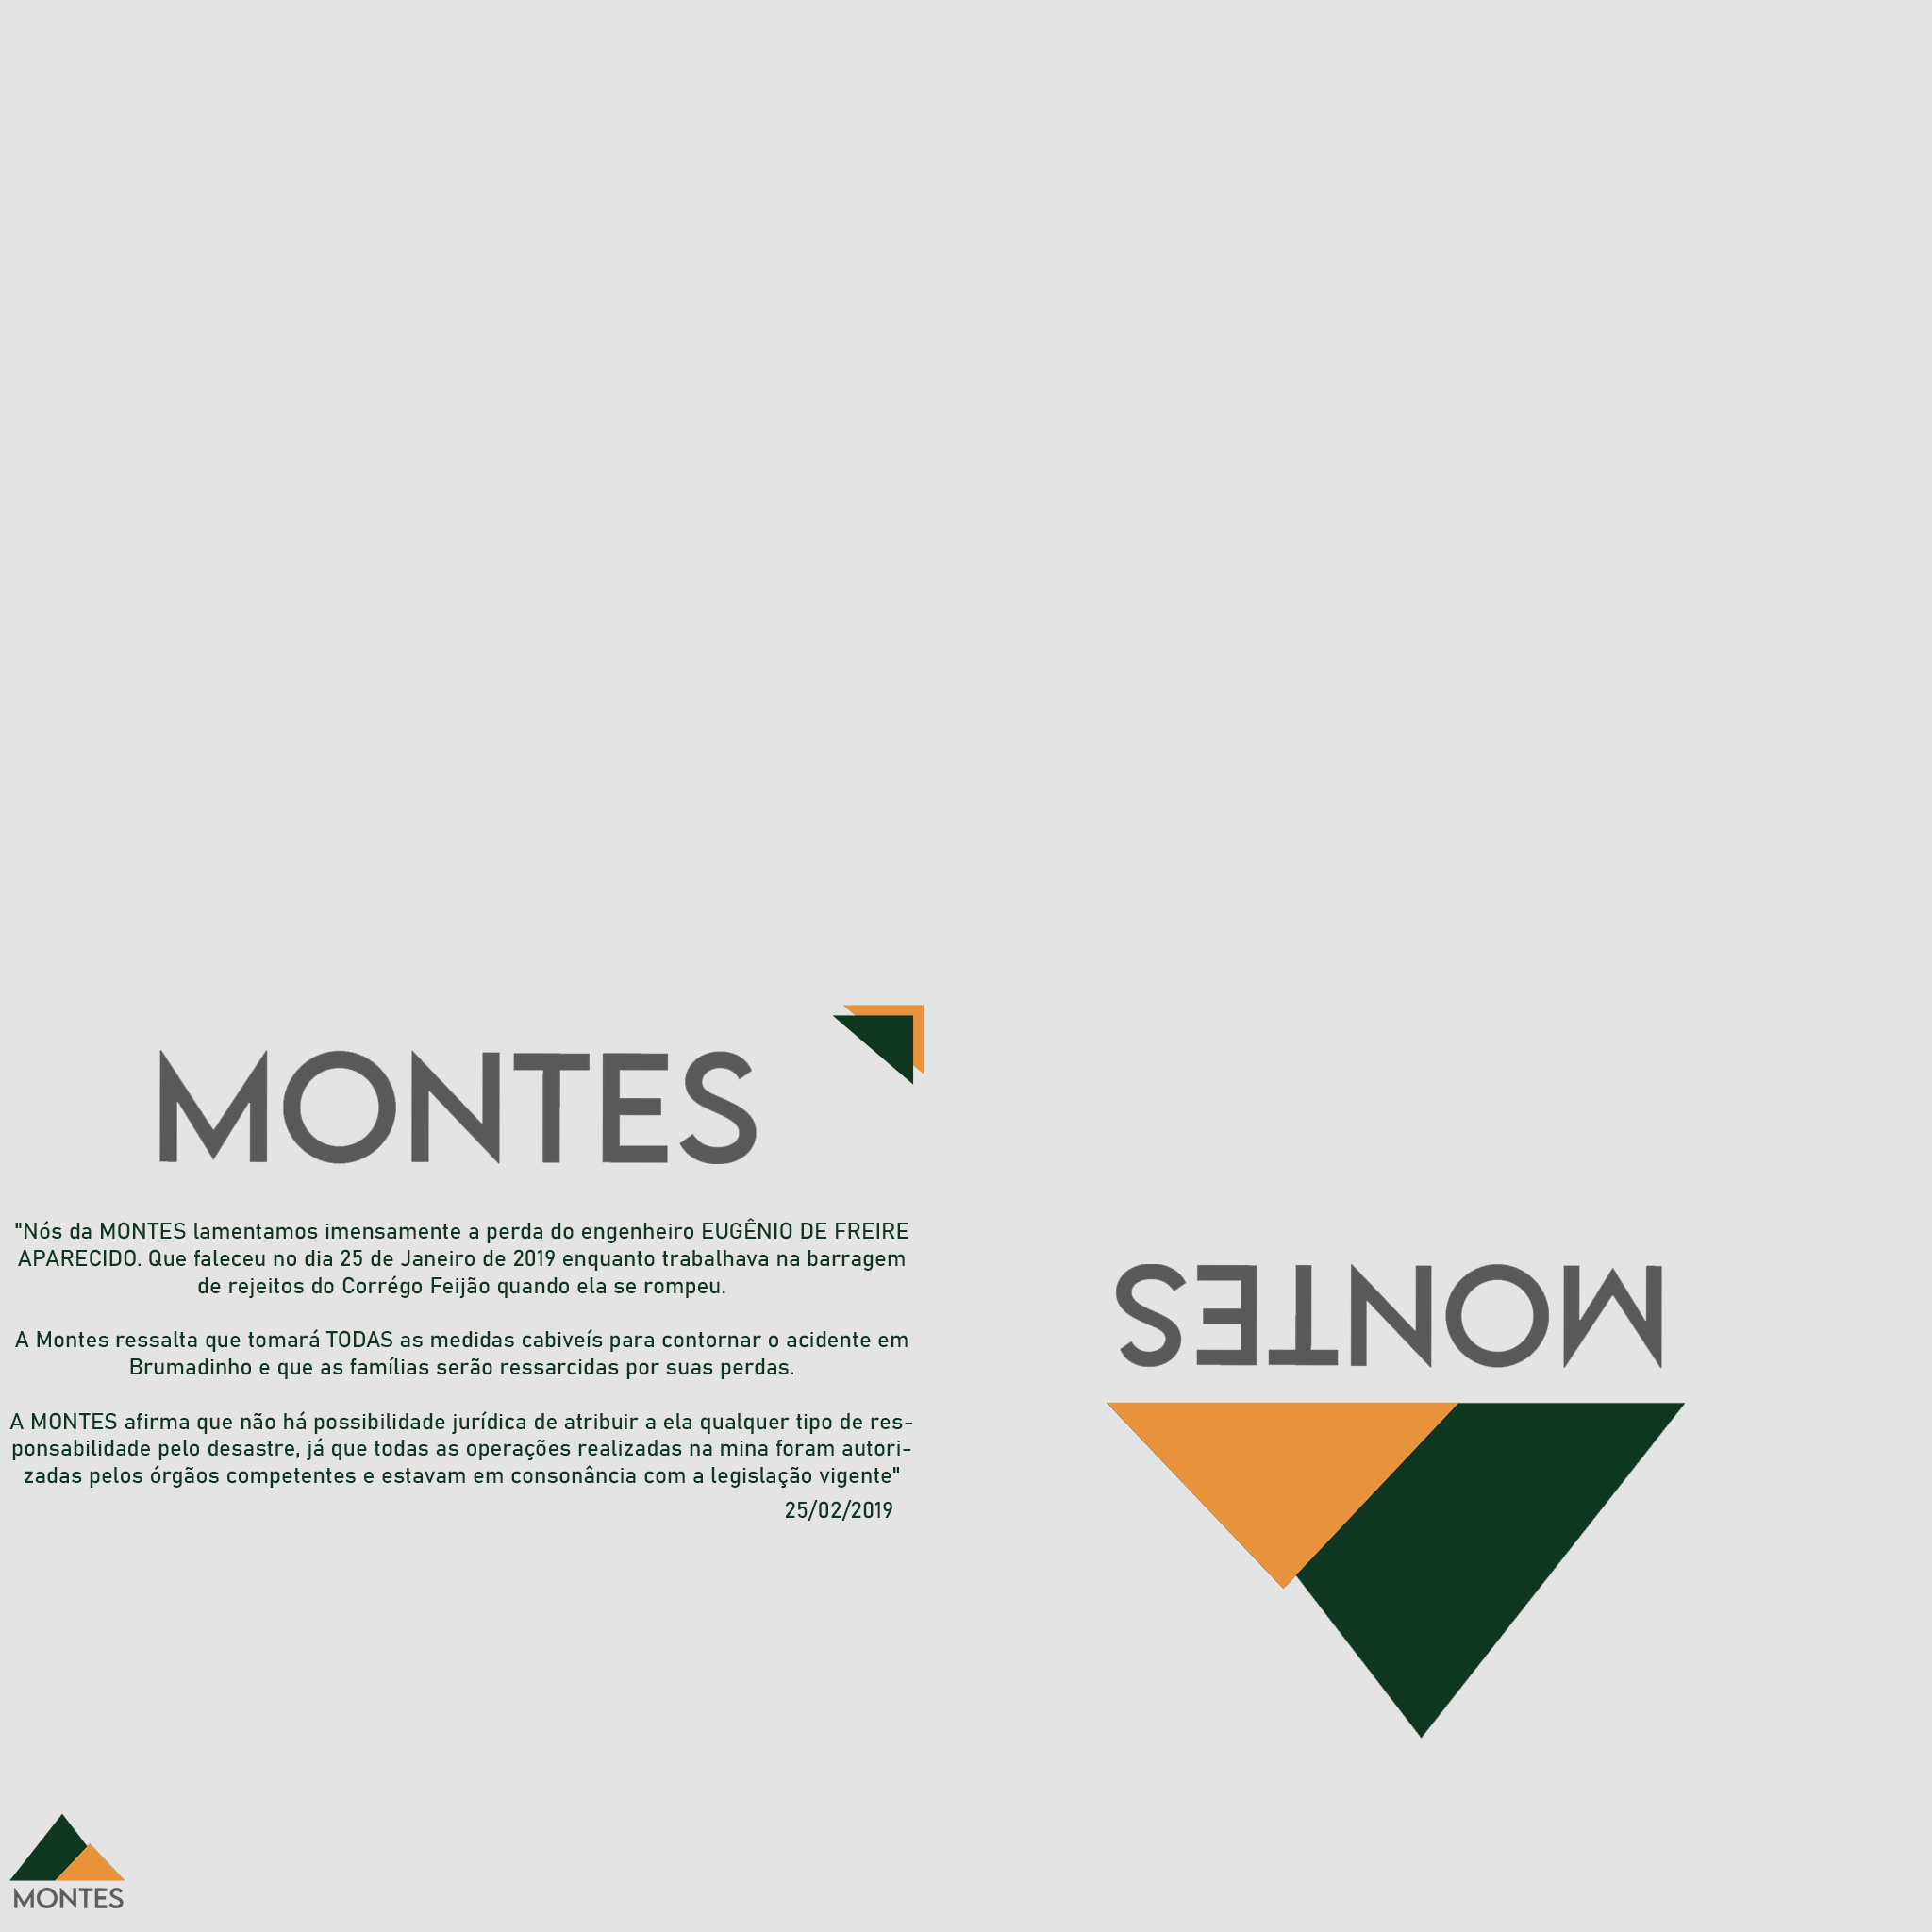 MONTES
"Nós da MONTES lamentamos imensamente a perda do engenheiro EUGÊNIO DE FREIRE
APARECIDO. Que faleceu no dia 25 de Janeiro de 2019 enquanto trabalhava na barragem
de rejeitos do Corrégo Feijão quando ela se rompeu.
A Montes ressalta que tomará TODAS as medidas cabiveís para contornar o acidente em
Brumadinho e que as famílias serão ressarcidas por suas perdas.
A MONTES afirma que não há possibilidade jurídica de atribuir a ela qualquer tipo de res-
ponsabilidade pelo desastre, já que todas as operações realizadas na mina foram autori-
zadas pelos órgãos competentes e estavam em consonância com a legislação vigente"
25/02/2019
MONTES
MONTES